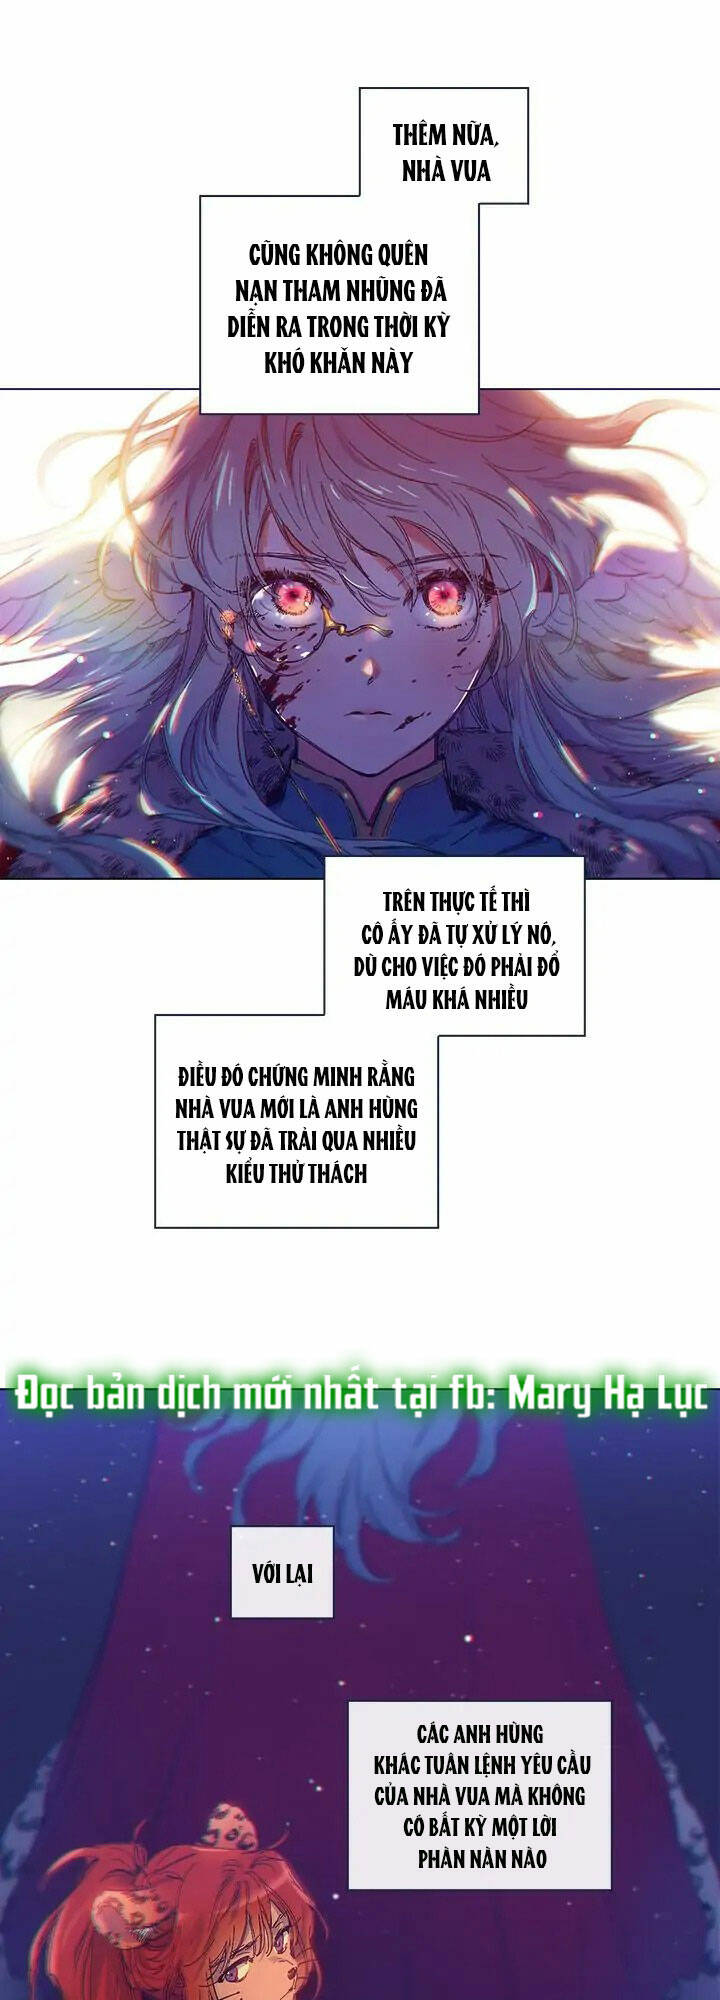 THÊM NỮA,
NHÀ VUA
CŨNG KHÔNG QUÊN
NẠN THAM NHŨNG ĐÃ
DIỄN RA TRONG THỜI KỲ
KHÓ KHĂN NÀY
TRÊN THỰC TẾ THÌ
CÔ ẤY ĐÃ TỰ XỬ LÝ NÓ,
DÙ CHO VIỆC ĐÓ PHẢI ĐỔ
MÁU KHÁ NHIỀU
ĐIỀU ĐÓ CHỨNG MINH RẰNG
NHÀ VUA MỚI LÀ ANH HÙNG
THẬT SỰ ĐÃ TRẢI QUA NHIỀU
KIỂU THỬ THÁCH
Đọc bản dịch mới nhất tại fb: Mary Hạ Lục
VỚI LẠI
CÁC ANH HÙNG
KHÁC TUÂN LỆNH YÊU CẦU
CỦA NHÀ VUA MÀ KHÔNG
CÓ BẤT KỲ MỘT LỜI
PHÀN NÀN NÀO